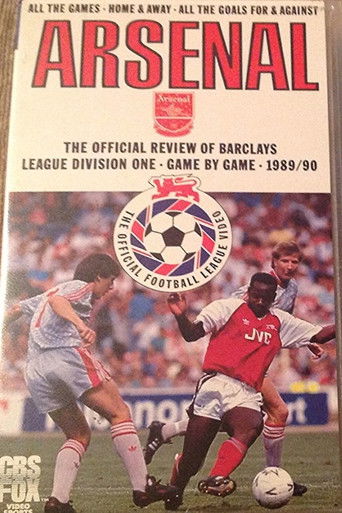 ALL THE GAMES · HOME & AWAY · ALL THE GOALS FOR & AGAINST
ARSENAL
Arsenal
THE OFFICIAL REVIEW OF BARCLAYS
LEAGUE DIVISION ONE · GAME BY GAME · 1989/90
THE OFFICIAL FOOTBALL LEAGUE VIDEO
JVC
CBS
FOX
VIDEO
SPORTS